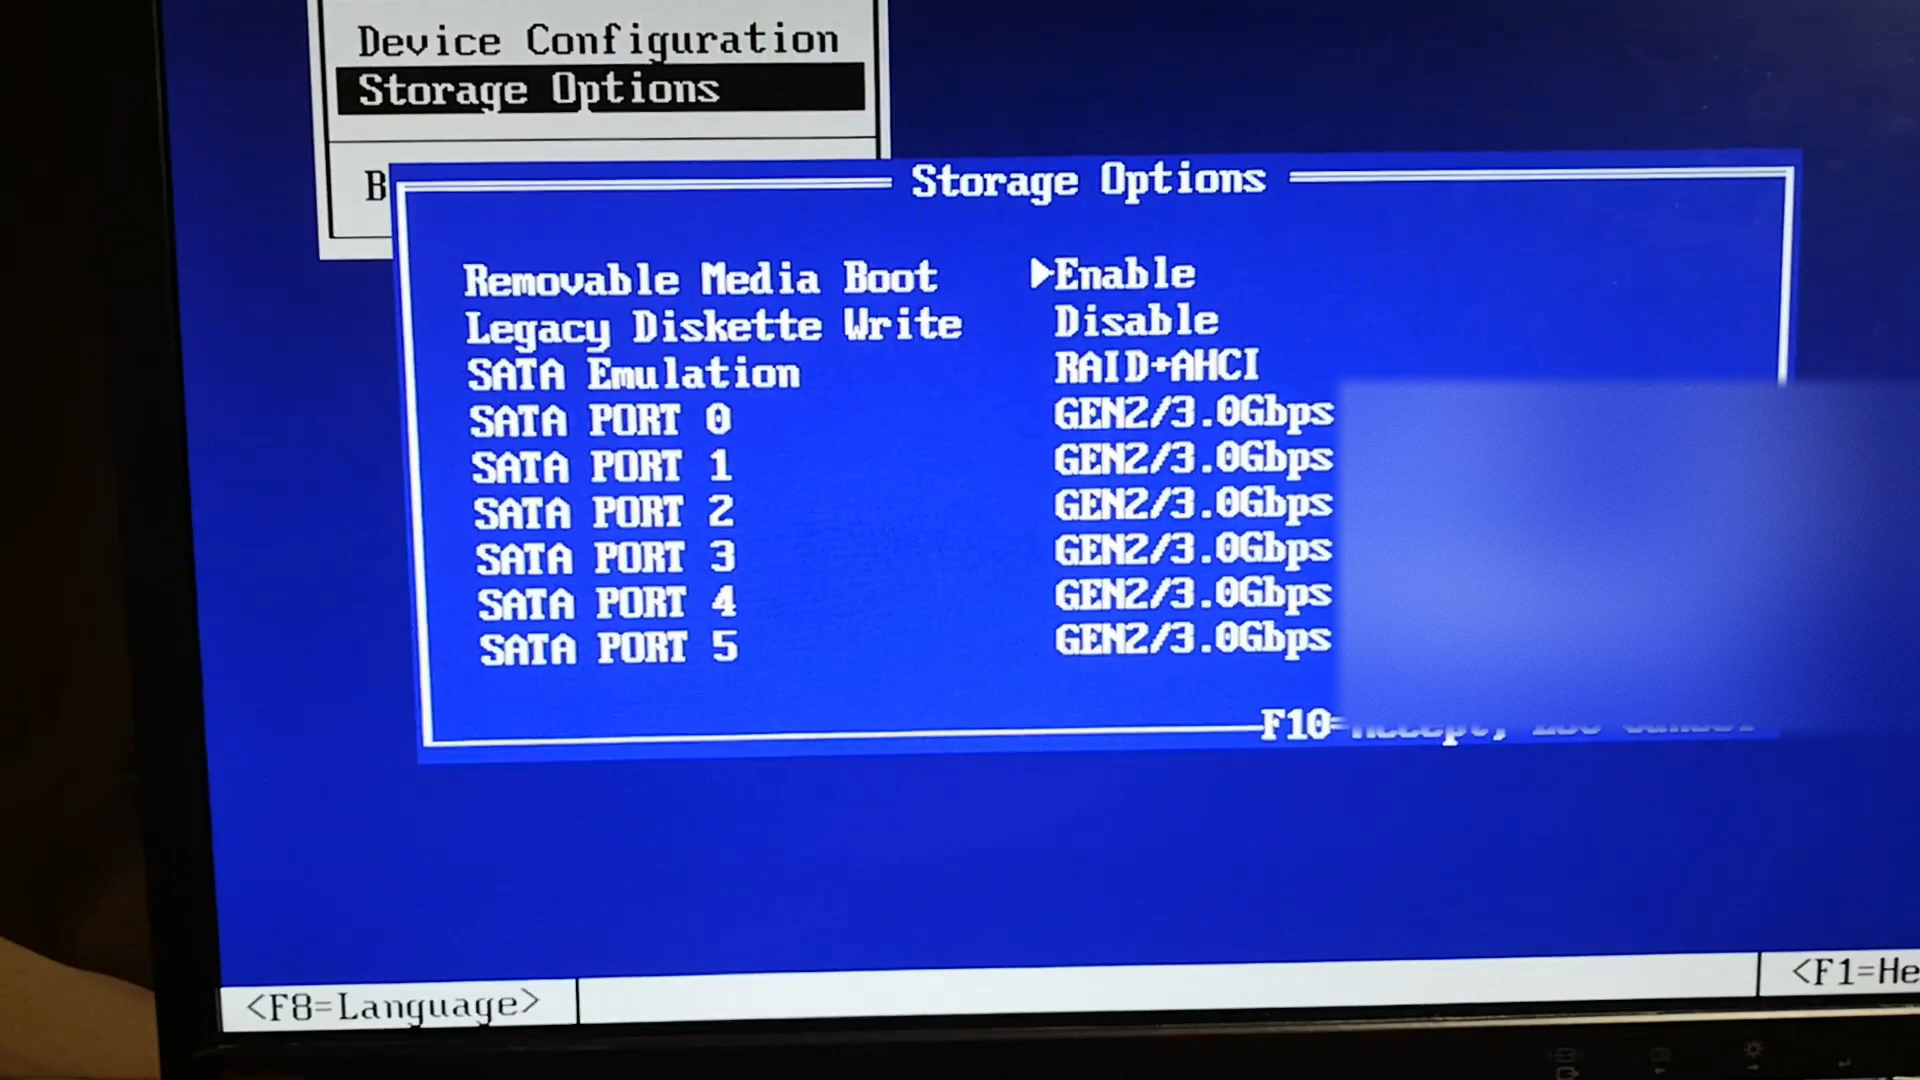 Device Configuration
Storage Options
B
Storage Options
Removable Media Boot ▶Enable
Legacy Diskette Write Disable
SATA Emulation RAID+AHCI
SATA PORT 0 GEN2/3.0Gbps
SATA PORT 1 GEN2/3.0Gbps
SATA PORT 2 GEN2/3.0Gbps
SATA PORT 3 GEN2/3.0Gbps
SATA PORT 4 GEN2/3.0Gbps
SATA PORT 5 GEN2/3.0Gbps
F10=
<F8=Language>
<F1=He